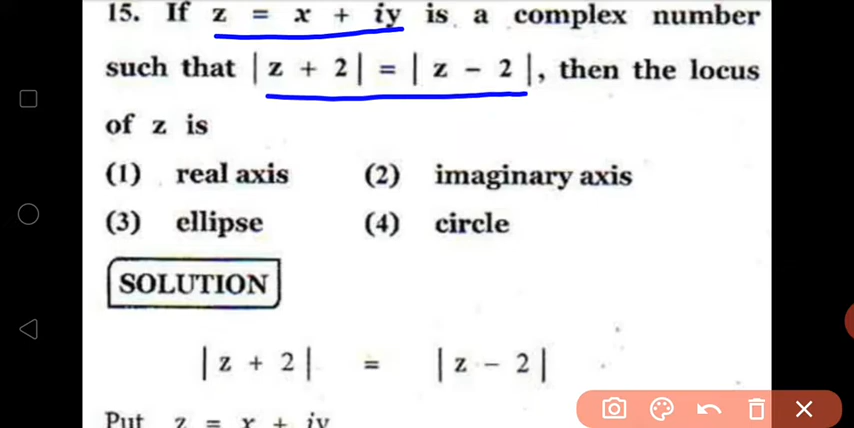 15. If z = x + iy is a complex number
such that | z + 2| = | z − 2 |, then the locus
of z is
(1) real axis (2) imaginary axis
(3) ellipse (4) circle
SOLUTION
| z + 2 | = | z − 2 |
Put z = x + iy